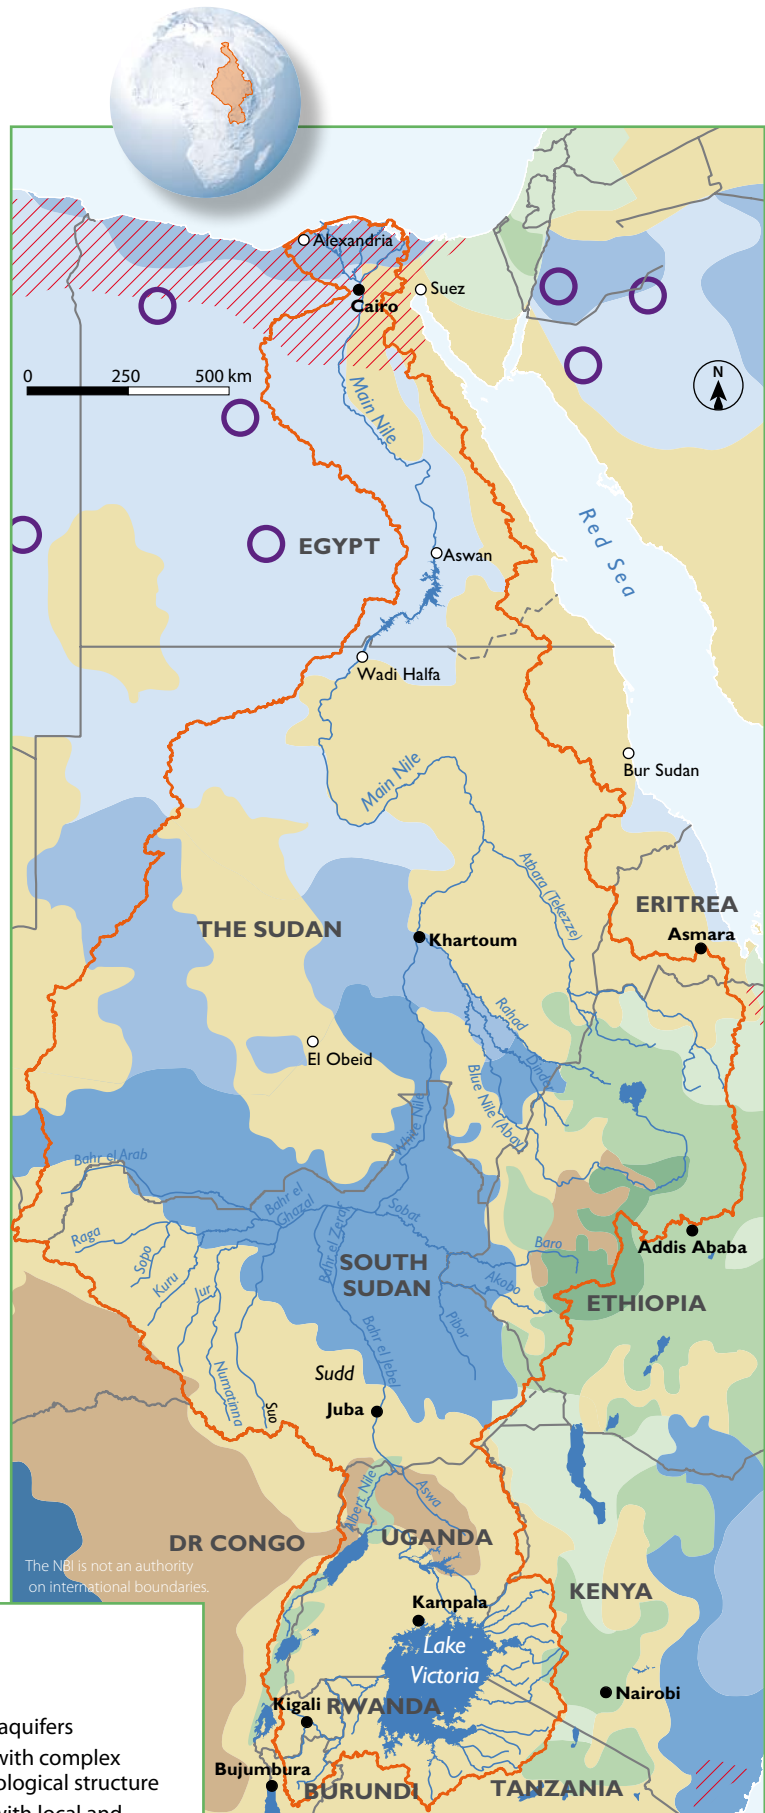 Alexandria
Cairo
Suez
0 250 500 km
N
Main Nile
Red Sea
EGYPT
Aswan
Wadi Halfa
Bur Sudan
Main Nile
Atbara (Tekezze)
ERITREA
Asmara
THE SUDAN
Khartoum
Rahad
Dinder
El Obeid
Blue Nile (Abay)
White Nile
Bahr el Arab
Bahr el
Ghazal
Bahr el Zeraf
Sobat
Raga
Sopo
Kuru
Jur
Baro
Addis Ababa
SOUTH
SUDAN
Akobo
ETHIOPIA
Pibor
Bahr el Jebel
Numatinna
Sudd
Suo
Juba
Albert Nile
Aswa
DR CONGO
UGANDA
The NBI is not an authority
on international boundaries.
KENYA
Kampala
Lake
Victoria
Kigali
RWANDA
Nairobi
aquifers
with complex
ological structure
Bujumbura
BURUNDI
TANZANIA
with local and